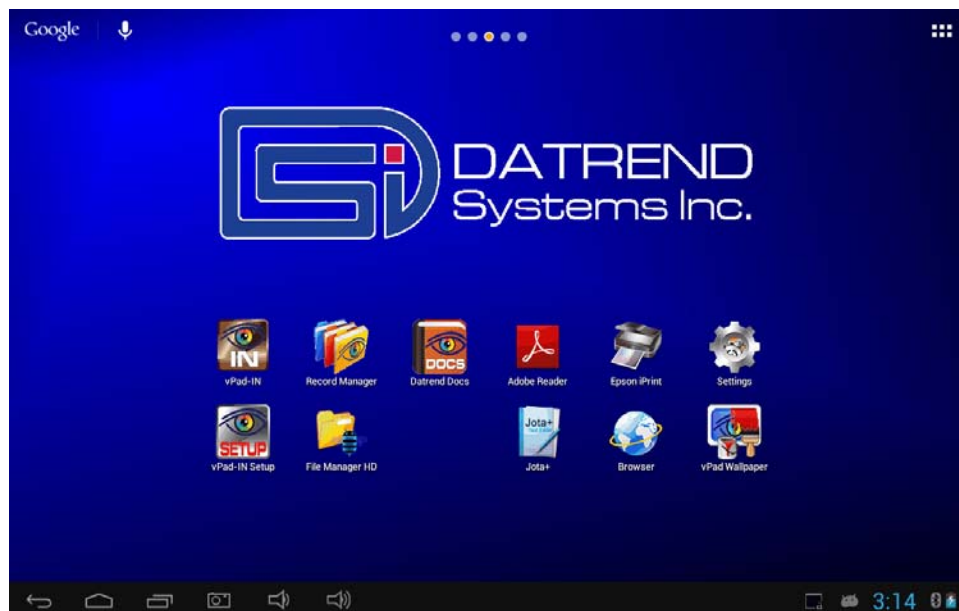 Google
DATREND
Systems Inc.
IN
DOCS
vPad-IN
Record Manager
Datrend Docs
Adobe Reader
Epson iPrint
Settings
SETUP
Jota+
vPad-IN Setup
File Manager HD
Jota+
Browser
vPad Wallpaper
3:14